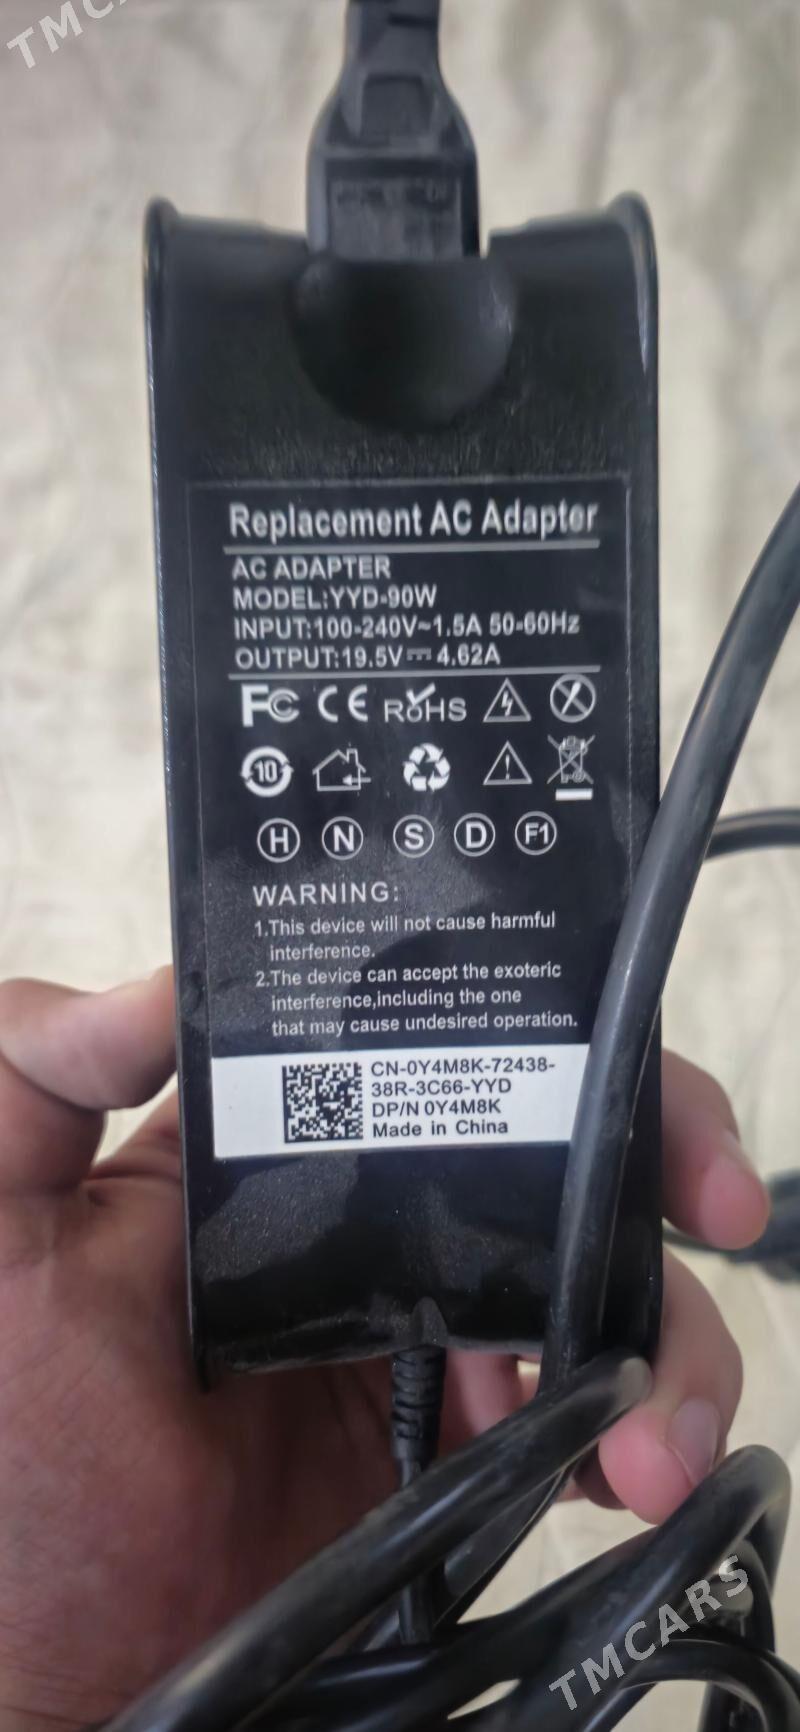 TMC
Replacement AC Adapter
AC ADAPTER
MODEL:YYD-90W
INPUT:100-240V~1.5A 50-60Hz
OUTPUT:19.5V⎓4.62A
FC CE RoHS
10
H N S D F1
WARNING:
1.This device will not cause harmful
interference.
2.The device can accept the exoteric
interference,including the one
that may cause undesired operation.
CN-0Y4M8K-72438-
38R-3C66-YYD
DP/N 0Y4M8K
Made in China
TMCARS